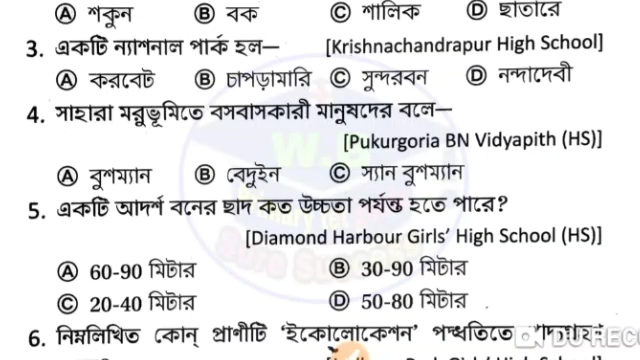 Ⓐ শকুন Ⓑ বক Ⓒ শালিক Ⓓ ছাতারে
3. একটি ন্যাশনাল পার্ক হল— [Krishnachandrapur High School]
Ⓐ করবেট Ⓑ চাপড়ামারি Ⓒ সুন্দরবন Ⓓ নন্দাদেবী
4. সাহারা মরুভূমিতে বসবাসকারী মানুষদের বলে—
[Pukurgoria BN Vidyapith (HS)]
Ⓐ বুশম্যান Ⓑ বেদুইন Ⓒ স্যান বুশম্যান
5. একটি আদর্শ বনের ছাদ কত উচ্চতা পর্যন্ত হতে পারে?
[Diamond Harbour Girls' High School (HS)]
Ⓐ 60-90 মিটার Ⓑ 30-90 মিটার
Ⓒ 20-40 মিটার Ⓓ 50-80 মিটার
6. নিম্নলিখিত কোন্ প্রাণীটি ‘ইকোলোকেশন’ পদ্ধতিতে